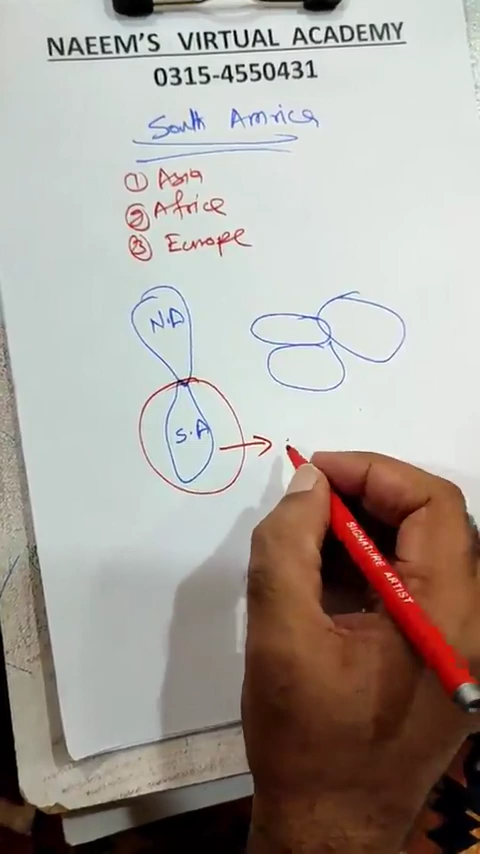 NAEEM'S VIRTUAL ACADEMY
0315-4550431
South Amrica
① Asia
② Africe
③ Europe
N.A
S.A
SIGNATURE ARTIST